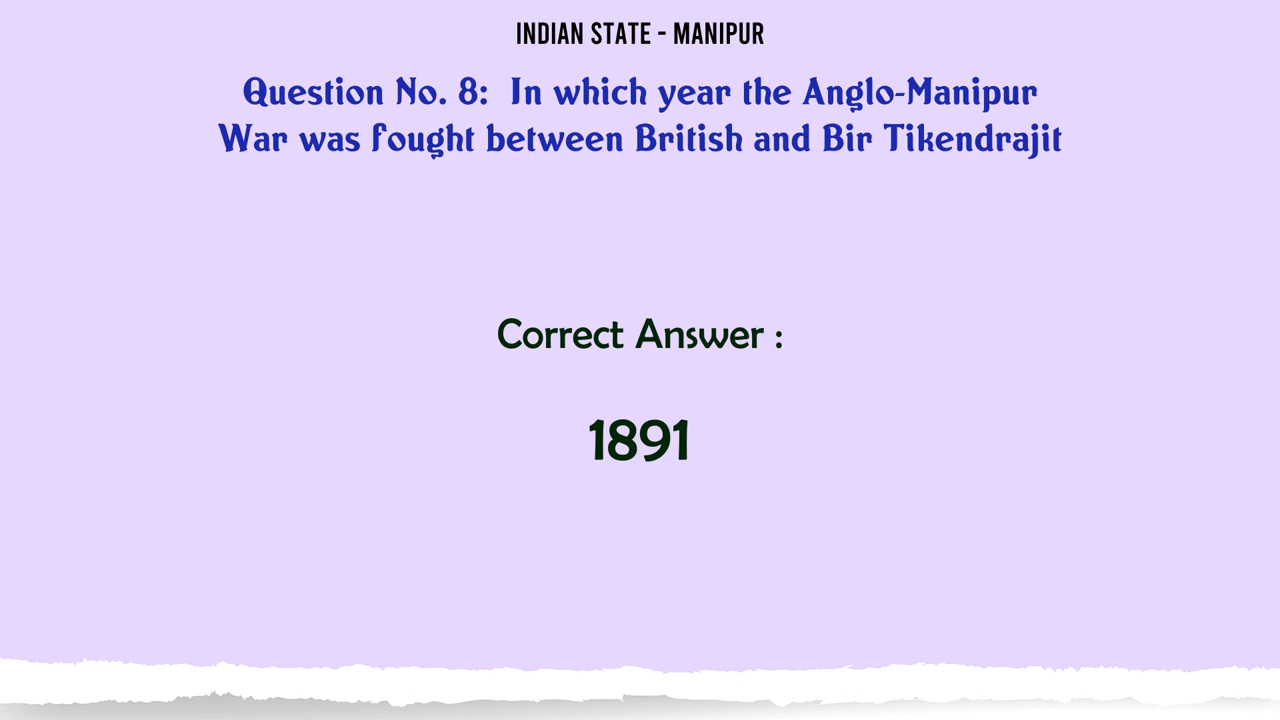 INDIAN STATE - MANIPUR
Question No. 8:  In which year the Anglo-Manipur
War was fought between British and Bir Tikendrajit
Correct Answer :
1891